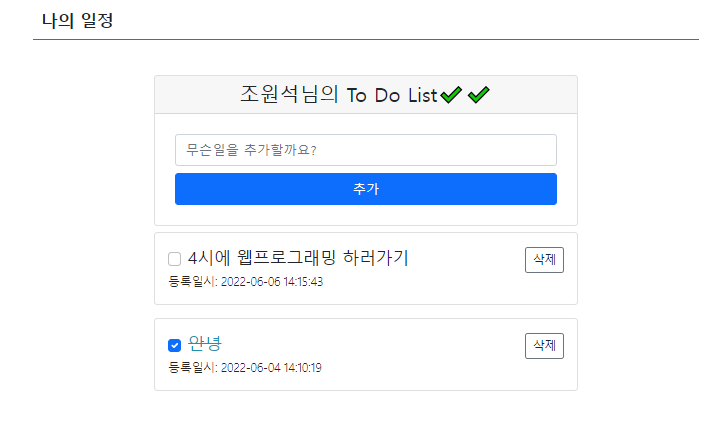 나의 일정
조원석님의 To Do List✔ ✔
무슨일을 추가할까요?
추가
4시에 웹프로그래밍 하러가기
삭제
등록일시: 2022-06-06 14:15:43
안녕
삭제
등록일시: 2022-06-04 14:10:19